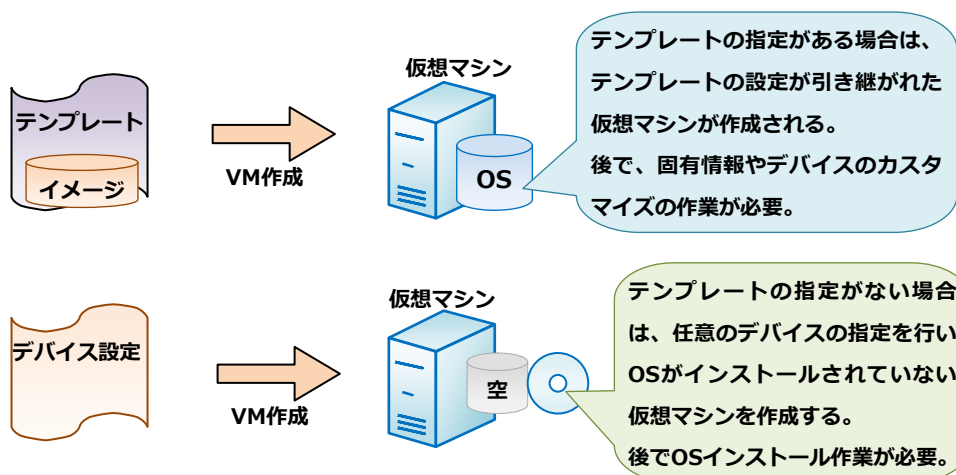 テンプレート
イメージ
VM作成
仮想マシン
OS
テンプレートの指定がある場合は、
テンプレートの設定が引き継がれた
仮想マシンが作成される。
後で、固有情報やデバイスのカスタ
マイズの作業が必要。
デバイス設定
VM作成
仮想マシン
空
テンプレートの指定がない場合
は、任意のデバイスの指定を行い
OSがインストールされていない
仮想マシンを作成する。
後でOSインストール作業が必要。